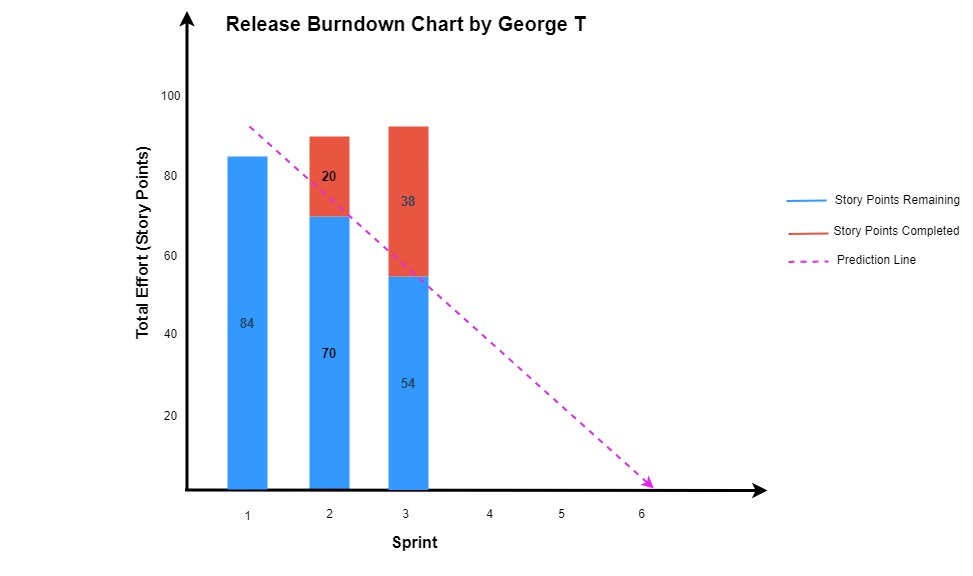 Release Burndown Chart by George T
100
80
60
40
20
Total Effort (Story Points)
84
20
70
38
54
1 2 3 4 5 6
Sprint
Story Points Remaining
Story Points Completed
Prediction Line